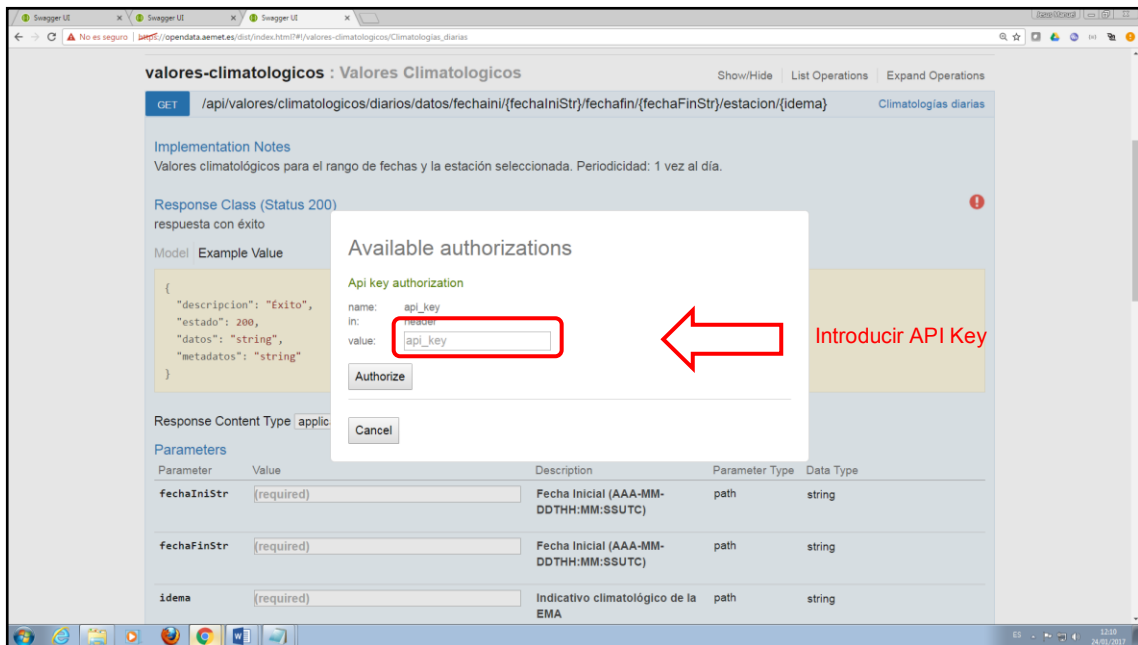 Swagger UI
Swagger UI
Swagger UI
No es seguro | https://opendata.aemet.es/dist/index.html?#!/valores-climatologicos/Climatologias_diarias
valores-climatologicos : Valores Climatologicos
Show/Hide
List Operations
Expand Operations
GET
/api/valores/climatologicos/diarios/datos/fechaini/{fechaIniStr}/fechafin/{fechaFinStr}/estacion/{idema}
Climatologías diarias
Implementation Notes
Valores climatológicos para el rango de fechas y la estación seleccionada. Periodicidad: 1 vez al día.
Response Class (Status 200)
respuesta con éxito
Model Example Value
{
"descripcion": "Éxito",
"estado": 200,
"datos": "string",
"metadatos": "string"
}
Available authorizations
Api key authorization
name: api_key
in: header
value: api_key
Authorize
Cancel
Introducir API Key
Response Content Type applic
Parameters
Parameter Value Description Parameter Type Data Type
fechaIniStr (required) Fecha Inicial (AAA-MM- path string
DDTHH:MM:SSUTC)
fechaFinStr (required) Fecha Inicial (AAA-MM- path string
DDTHH:MM:SSUTC)
idema (required) Indicativo climatológico de la path string
EMA
ES
12:10
24/01/2017